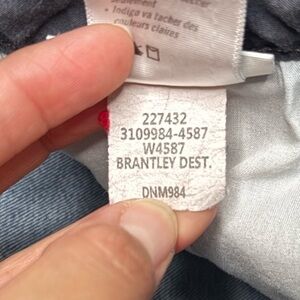 • Indigo va tacher des
couleurs claires
227432
3109984-4587
W4587
BRANTLEY DEST.
DNM984